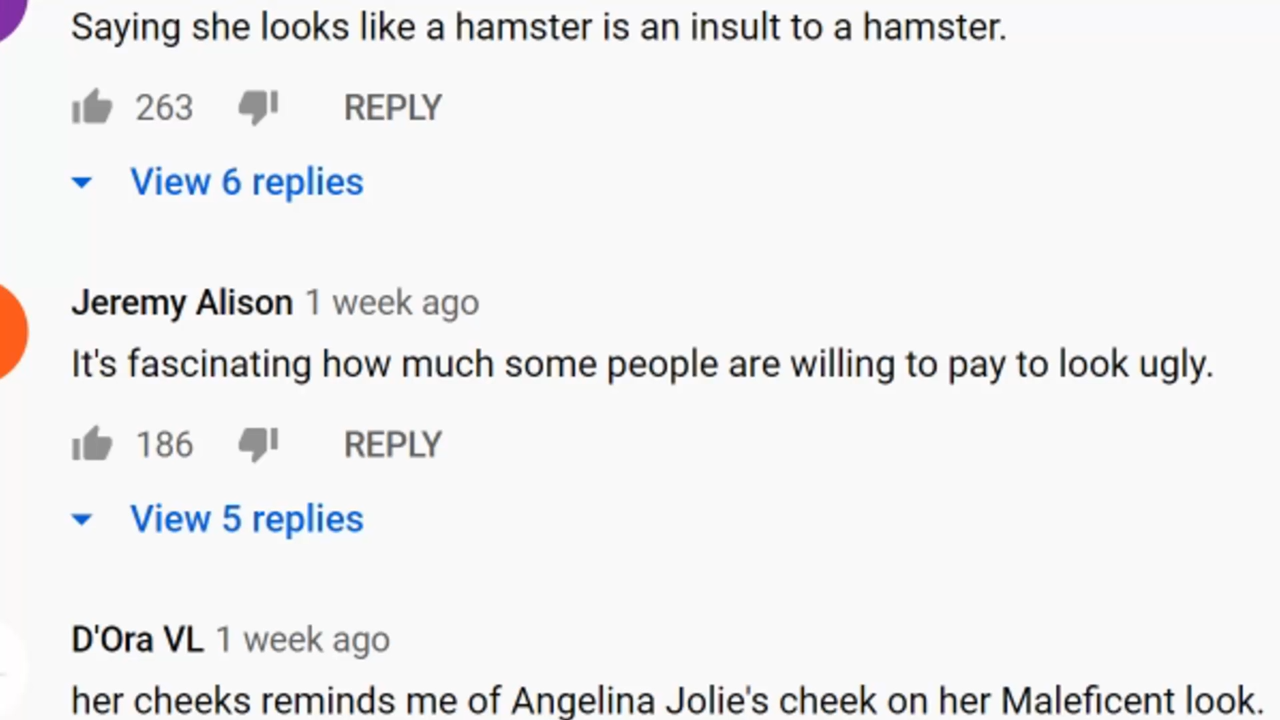 Saying she looks like a hamster is an insult to a hamster.
263 REPLY
View 6 replies
Jeremy Alison 1 week ago
It's fascinating how much some people are willing to pay to look ugly.
186 REPLY
View 5 replies
D'Ora VL 1 week ago
her cheeks reminds me of Angelina Jolie's cheek on her Maleficent look.